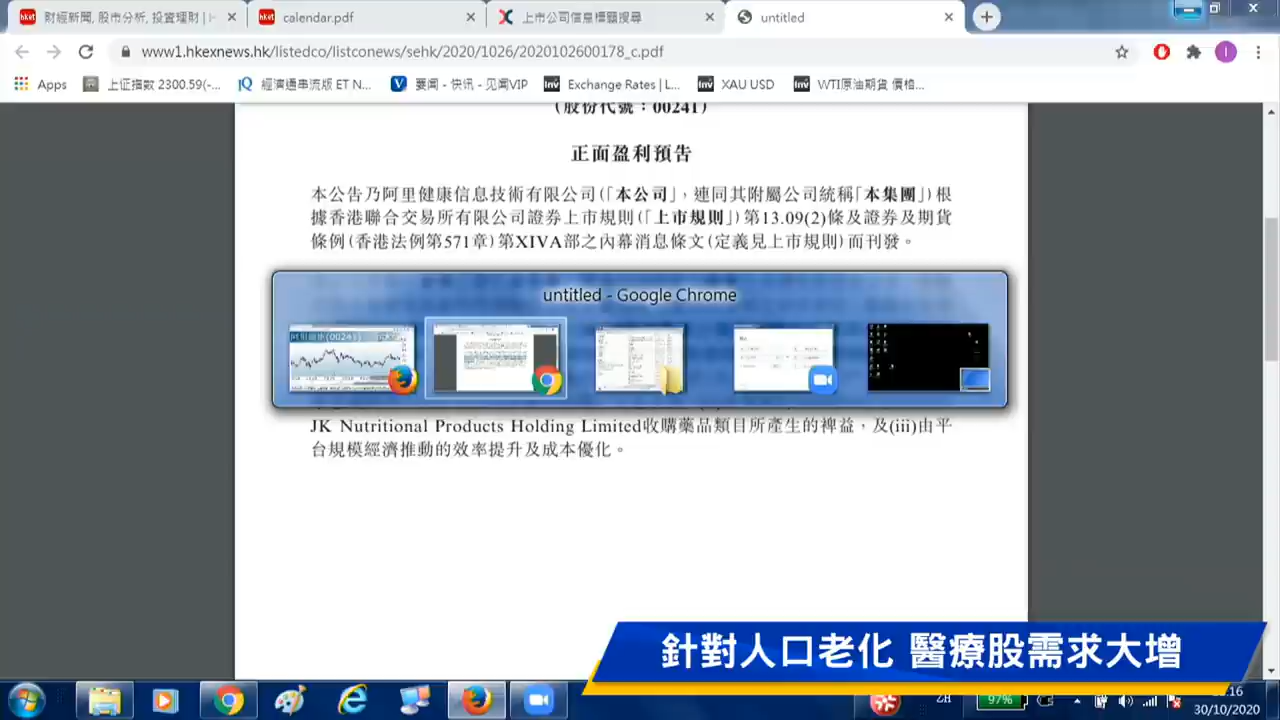 財經新聞, 股市分析, 投資理財 | H
calendar.pdf
上市公司信息標題搜尋
untitled
www1.hkexnews.hk/listedco/listconews/sehk/2020/1026/2020102600178_c.pdf
Apps
上证指数 2300.59(-...
經濟通串流版 ET N...
要闻 - 快讯 - 见闻VIP
Exchange Rates | L...
XAU USD
WTI原油期貨 價格...
(股份代號：00241)
正面盈利預告
本公告乃阿里健康信息技術有限公司(「本公司」，連同其附屬公司統稱「本集團」)根
據香港聯合交易所有限公司證券上市規則(「上市規則」)第13.09(2)條及證券及期貨
條例(香港法例第571章)第XIVA部之內幕消息條文(定義見上市規則)而刊發。
untitled - Google Chrome
JK Nutritional Products Holding Limited收購藥品類目所產生的裨益，及(iii)由平
台規模經濟推動的效率提升及成本優化。
針對人口老化 醫療股需求大增
ZH
97%
:16
30/10/2020